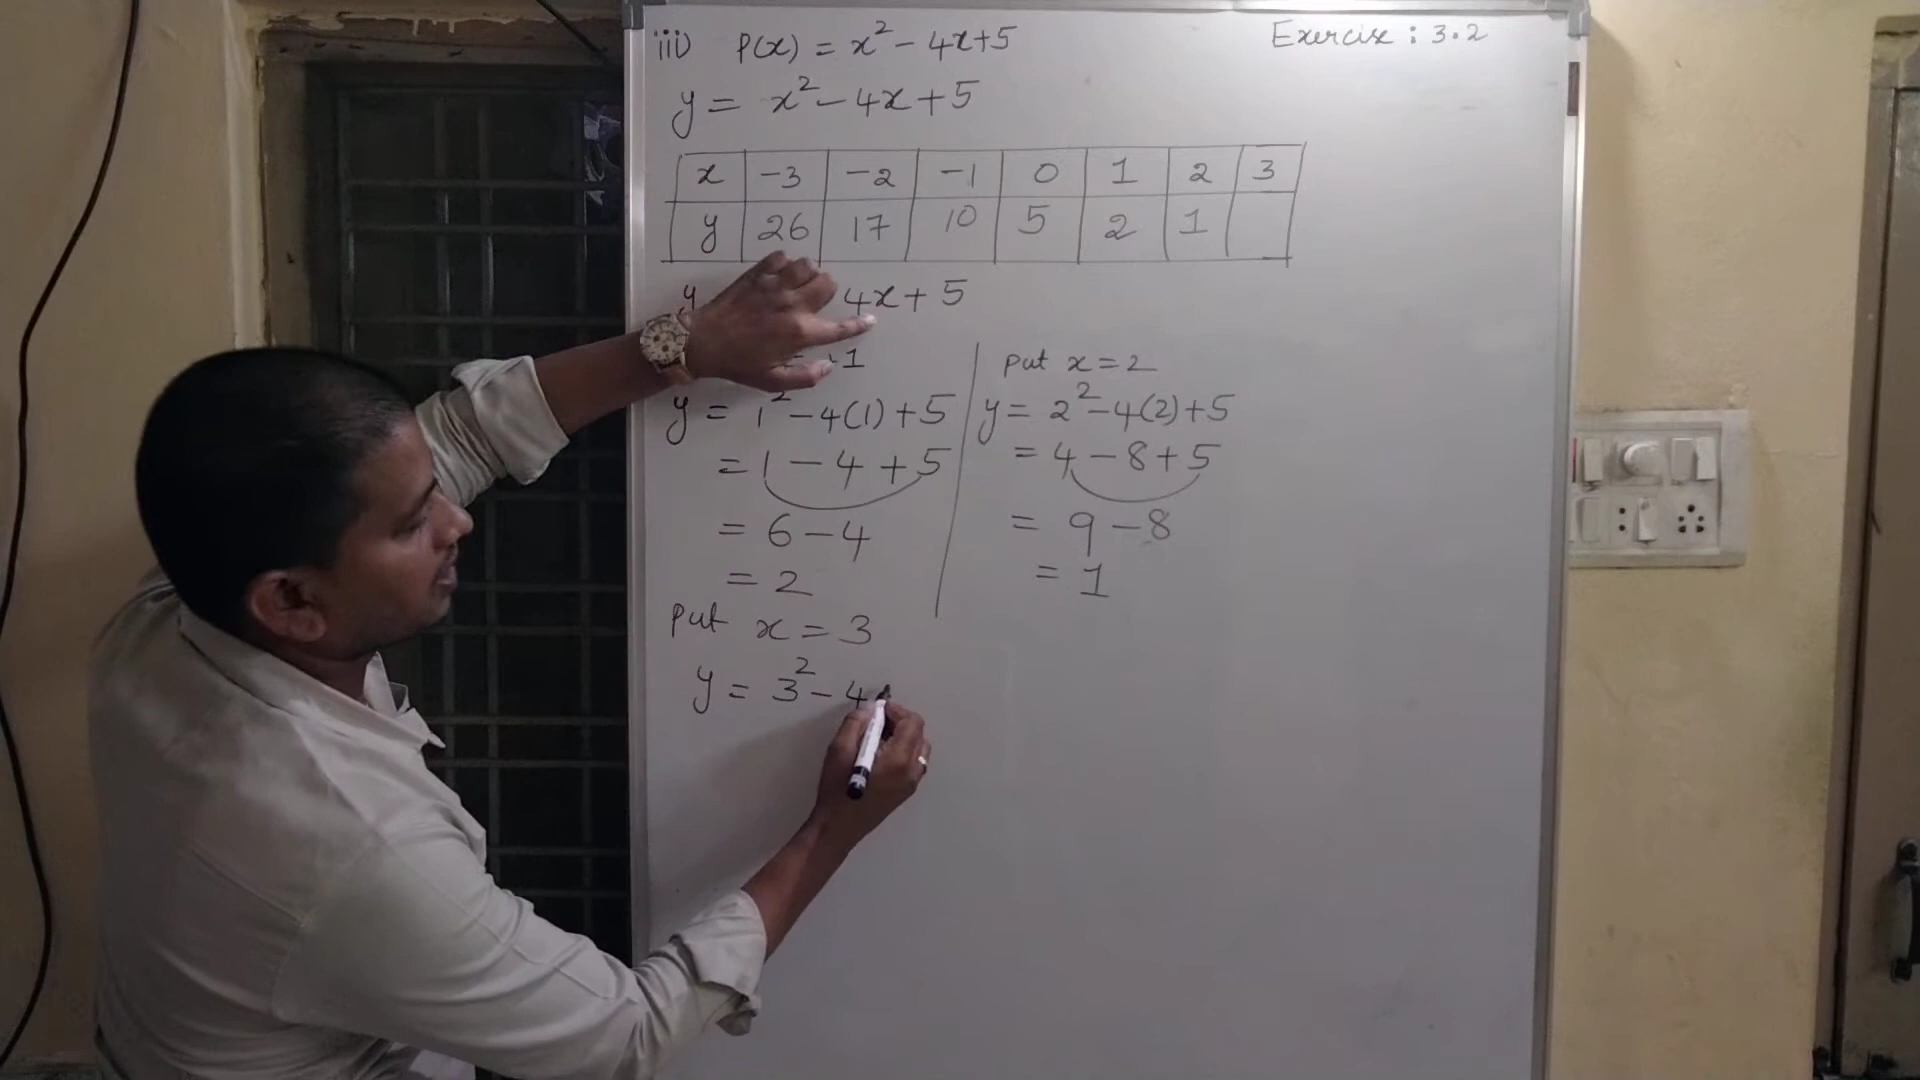 iii) P(x) = x² - 4x+5
Exercise : 3.2
y = x² - 4x + 5
x -3 -2 -1 0 1 2 3
y 26 17 10 5 2 1
y 4x + 5
1
y = 1² - 4(1) + 5
= 1 - 4 + 5
= 6 - 4
= 2
put x = 2
y = 2² - 4(2) + 5
= 4 - 8 + 5
= 9 - 8
= 1
put x = 3
y = 3² - 4